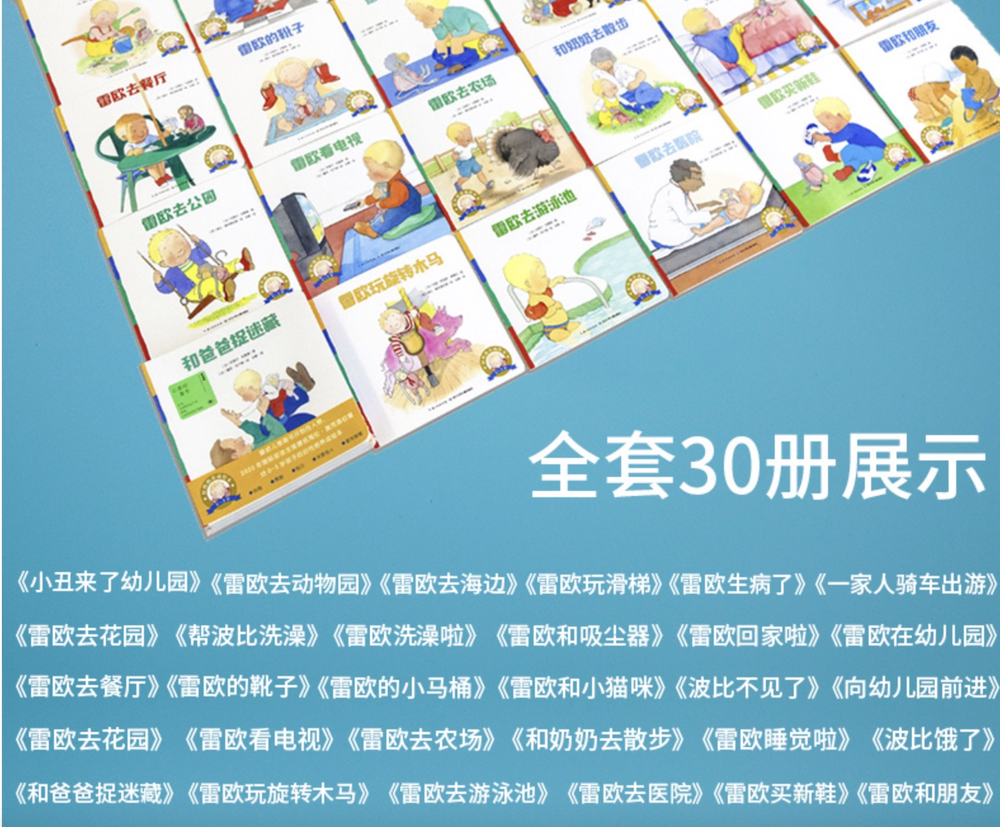 雷欧的靴子
和奶奶去散步
雷欧和朋友
雷欧去餐厅
雷欧去农场
雷欧买新鞋
雷欧看电视
雷欧去医院
雷欧去公园
雷欧去游泳池
雷欧玩旋转木马
和爸爸捉迷藏
全套30册展示
《小丑来了幼儿园》《雷欧去动物园》《雷欧去海边》《雷欧玩滑梯》《雷欧生病了》《一家人骑车出游》
《雷欧去花园》《帮波比洗澡》《雷欧洗澡啦》《雷欧和吸尘器》《雷欧回家啦》《雷欧在幼儿园》
《雷欧去餐厅》《雷欧的靴子》《雷欧的小马桶》《雷欧和小猫咪》《波比不见了》《向幼儿园前进》
《雷欧去花园》《雷欧看电视》《雷欧去农场》《和奶奶去散步》《雷欧睡觉啦》《波比饿了》
《和爸爸捉迷藏》《雷欧玩旋转木马》《雷欧去游泳池》《雷欧去医院》《雷欧买新鞋》《雷欧和朋友》